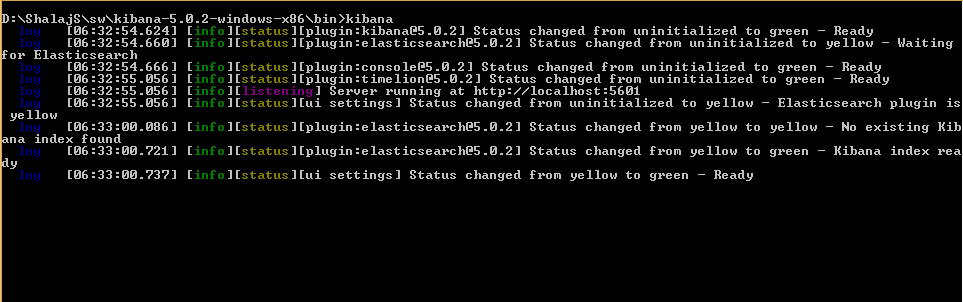 D:\ShalajS\sw\kibana-5.0.2-windows-x86\bin>kibana
log [06:32:54.624] [info][status][plugin:kibana@5.0.2] Status changed from uninitialized to green - Ready
log [06:32:54.660] [info][status][plugin:elasticsearch@5.0.2] Status changed from uninitialized to yellow - Waiting
for Elasticsearch
log [06:32:54.666] [info][status][plugin:console@5.0.2] Status changed from uninitialized to green - Ready
log [06:32:55.056] [info][status][plugin:timelion@5.0.2] Status changed from uninitialized to green - Ready
log [06:32:55.056] [info][listening] Server running at http://localhost:5601
log [06:32:55.056] [info][status][ui settings] Status changed from uninitialized to yellow - Elasticsearch plugin is
yellow
log [06:33:00.086] [info][status][plugin:elasticsearch@5.0.2] Status changed from yellow to yellow - No existing Kib
ana index found
log [06:33:00.721] [info][status][plugin:elasticsearch@5.0.2] Status changed from yellow to green - Kibana index rea
dy
log [06:33:00.737] [info][status][ui settings] Status changed from yellow to green - Ready